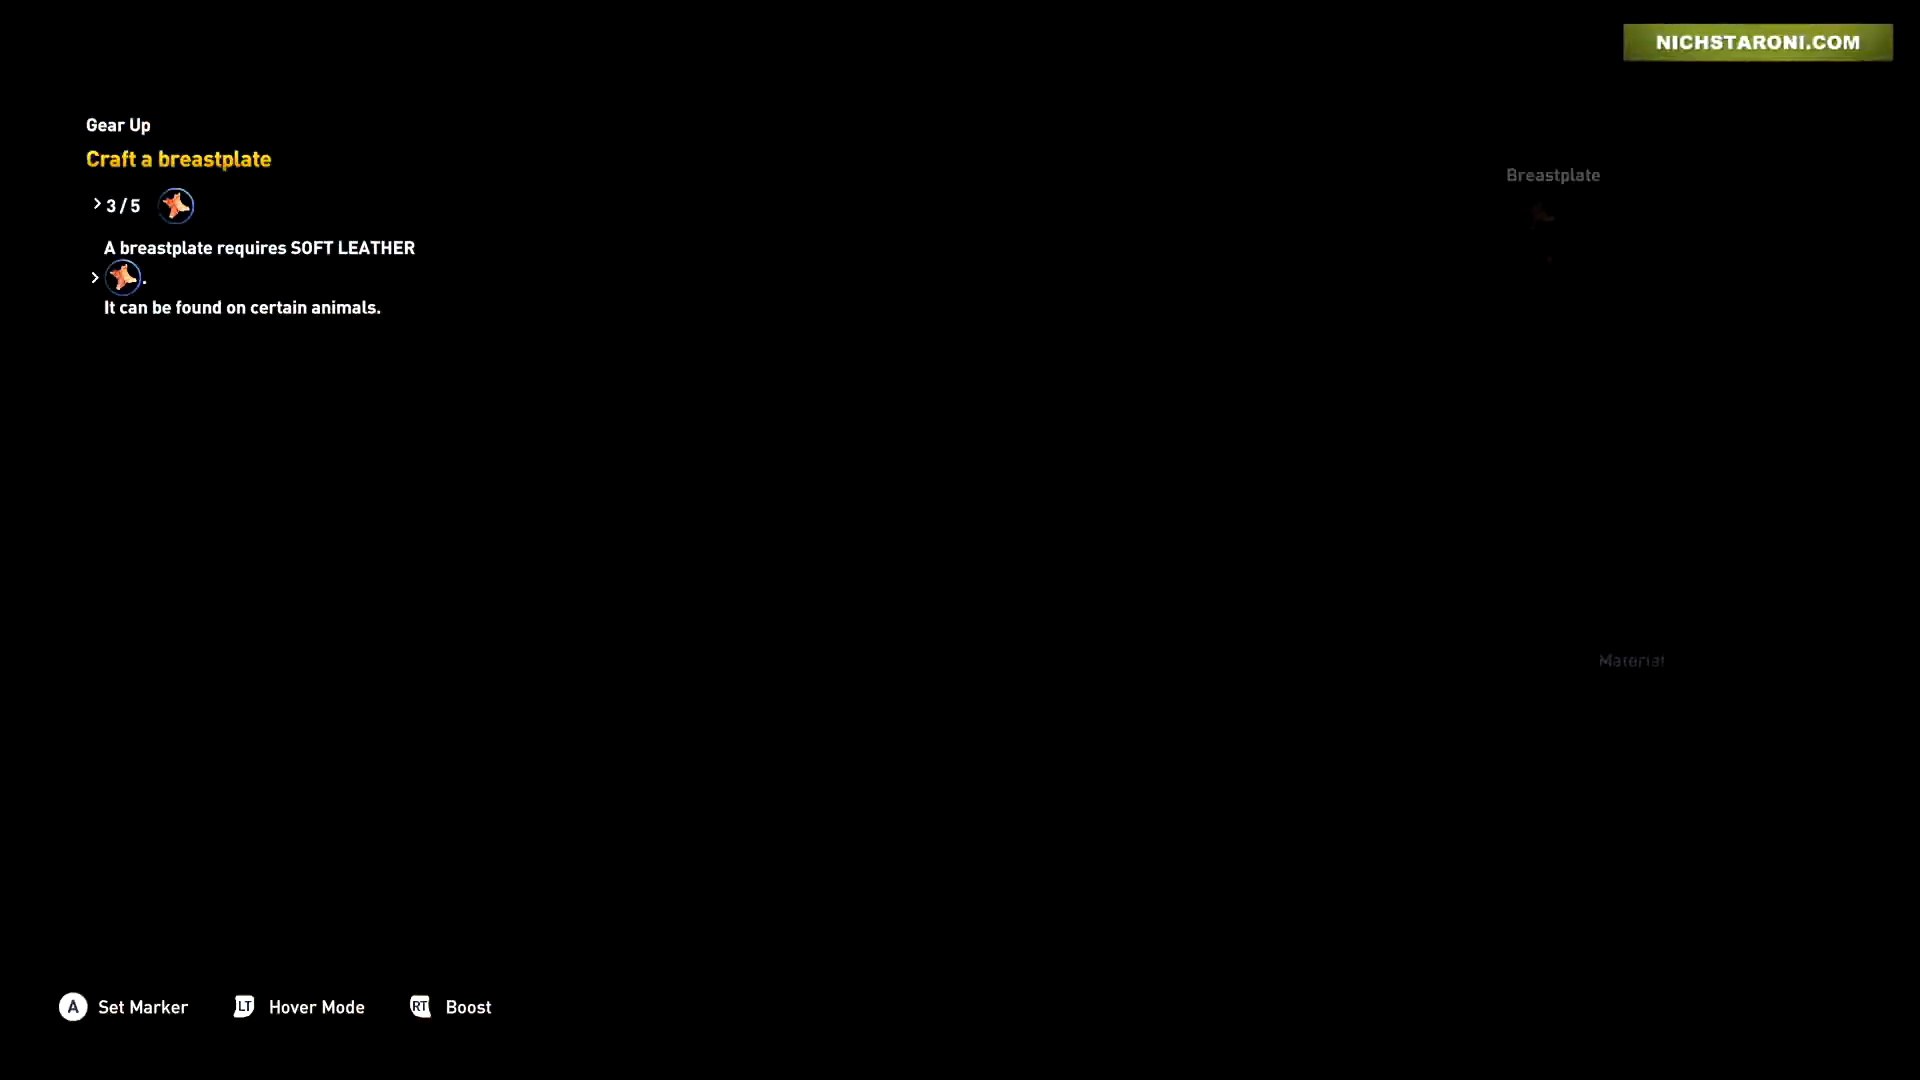 NICHSTARONI.COM
Gear Up
Craft a breastplate
Breastplate
> 3 / 5
A breastplate requires SOFT LEATHER
> .
It can be found on certain animals.
Material
A Set Marker LT Hover Mode RT Boost